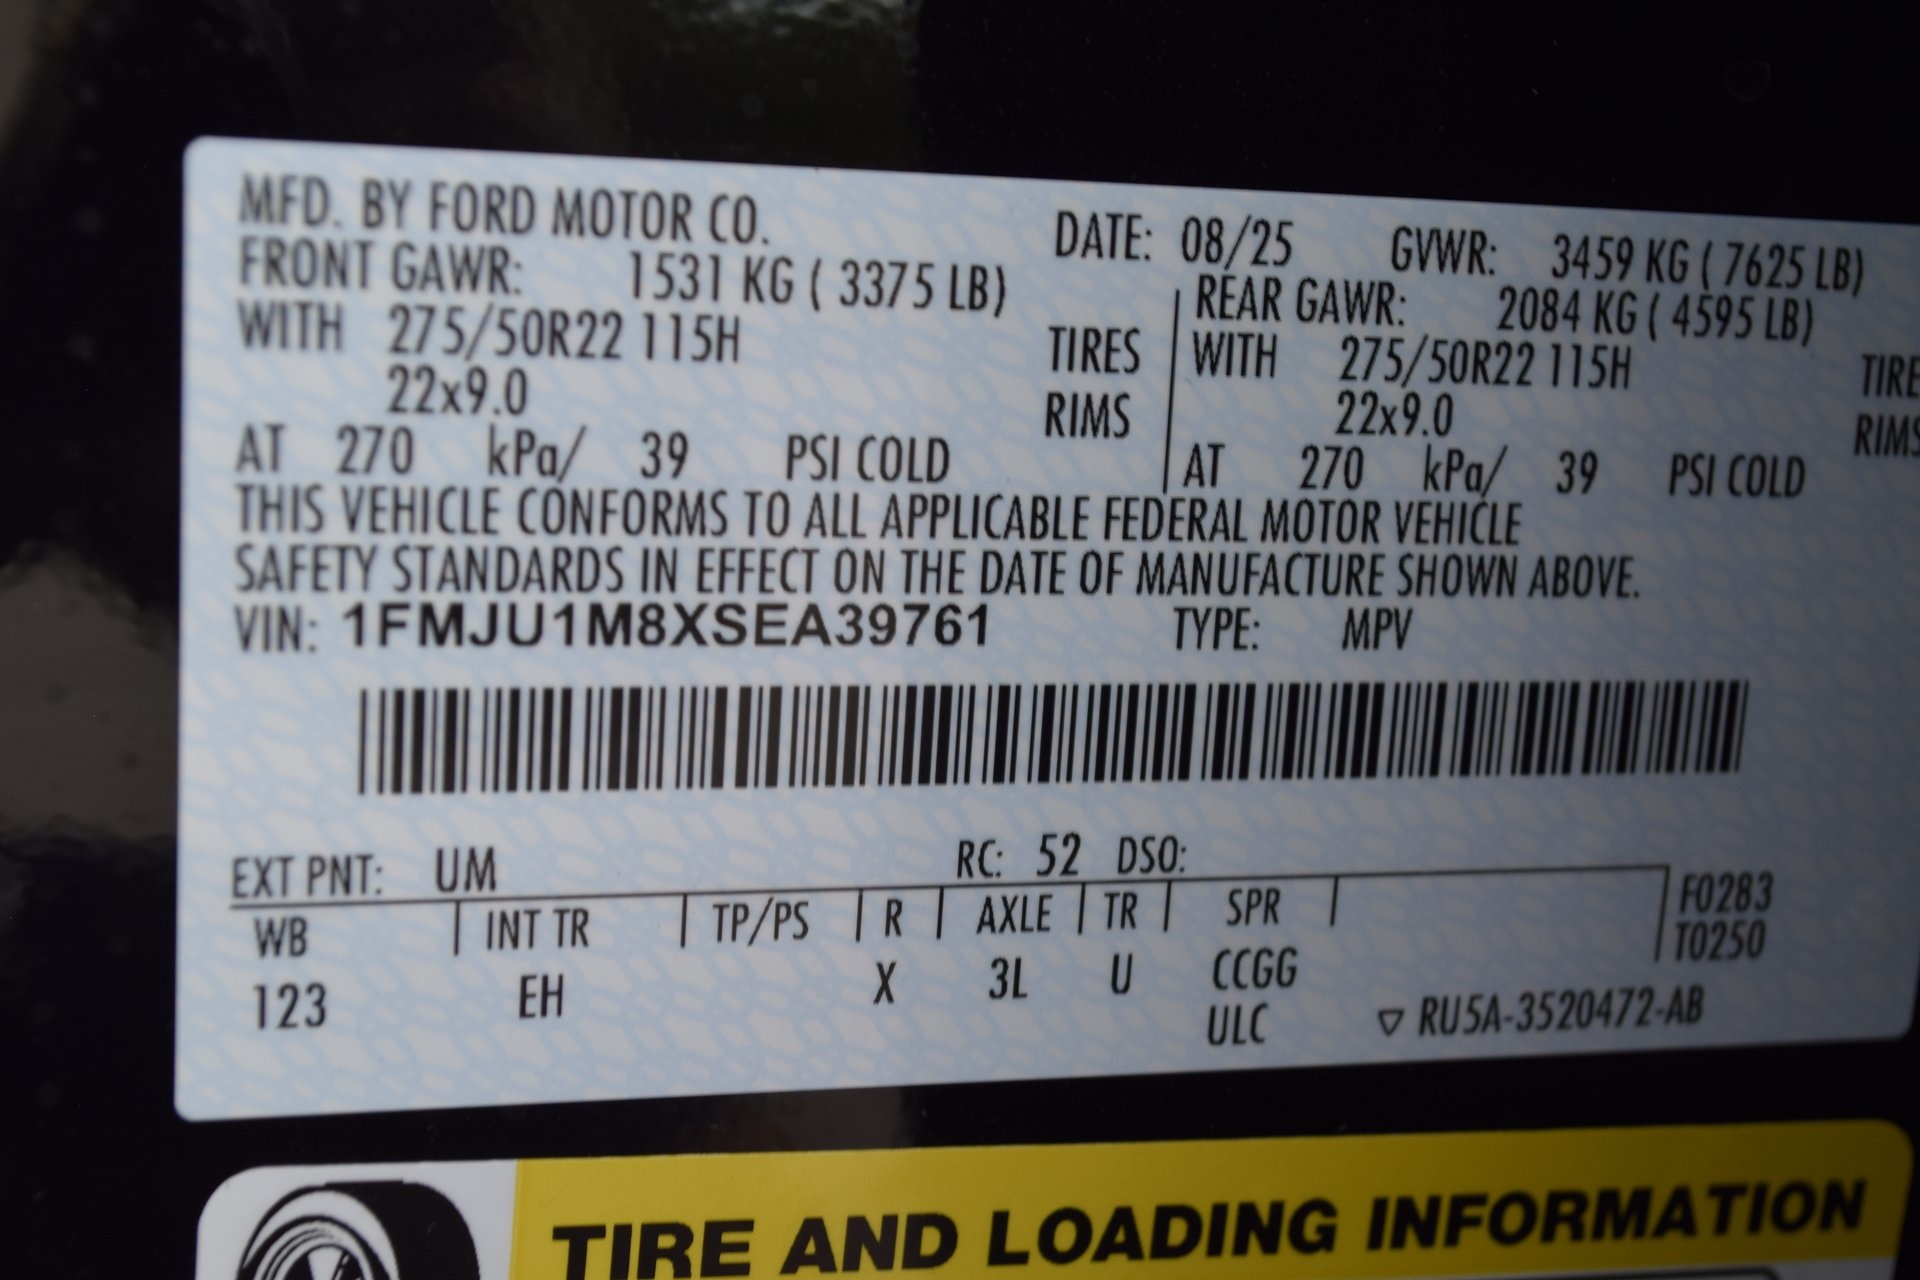 MFD. BY FORD MOTOR CO.
DATE: 08/25 GVWR: 3459 KG ( 7625 LB)
FRONT GAWR: 1531 KG ( 3375 LB) REAR GAWR: 2084 KG ( 4595 LB)
WITH 275/50R22 115H TIRES WITH 275/50R22 115H TIRE
22x9.0 RIMS 22x9.0 RIMS
AT 270 kPa/ 39 PSI COLD AT 270 kPa/ 39 PSI COLD
THIS VEHICLE CONFORMS TO ALL APPLICABLE FEDERAL MOTOR VEHICLE
SAFETY STANDARDS IN EFFECT ON THE DATE OF MANUFACTURE SHOWN ABOVE.
VIN: 1FMJU1M8XSEA39761 TYPE: MPV
EXT PNT: UM RC: 52 DSO:
WB INT TR TP/PS R AXLE TR SPR F0283
T0250
123 EH X 3L U CCGG
ULC ▽ RU5A-3520472-AB
TIRE AND LOADING INFORMATION